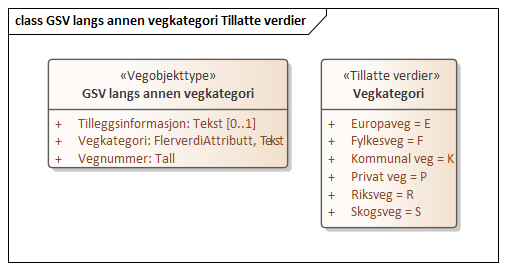 class GSV langs annen vegkategori Tillatte verdier
«Vegobjekttype»
GSV langs annen vegkategori
+ Tilleggsinformasjon: Tekst [0..1]
+ Vegkategori: FlerverdiAttributt, Tekst
+ Vegnummer: Tall
«Tillatte verdier»
Vegkategori
+ Europaveg = E
+ Fylkesveg = F
+ Kommunal veg = K
+ Privat veg = P
+ Riksveg = R
+ Skogsveg = S